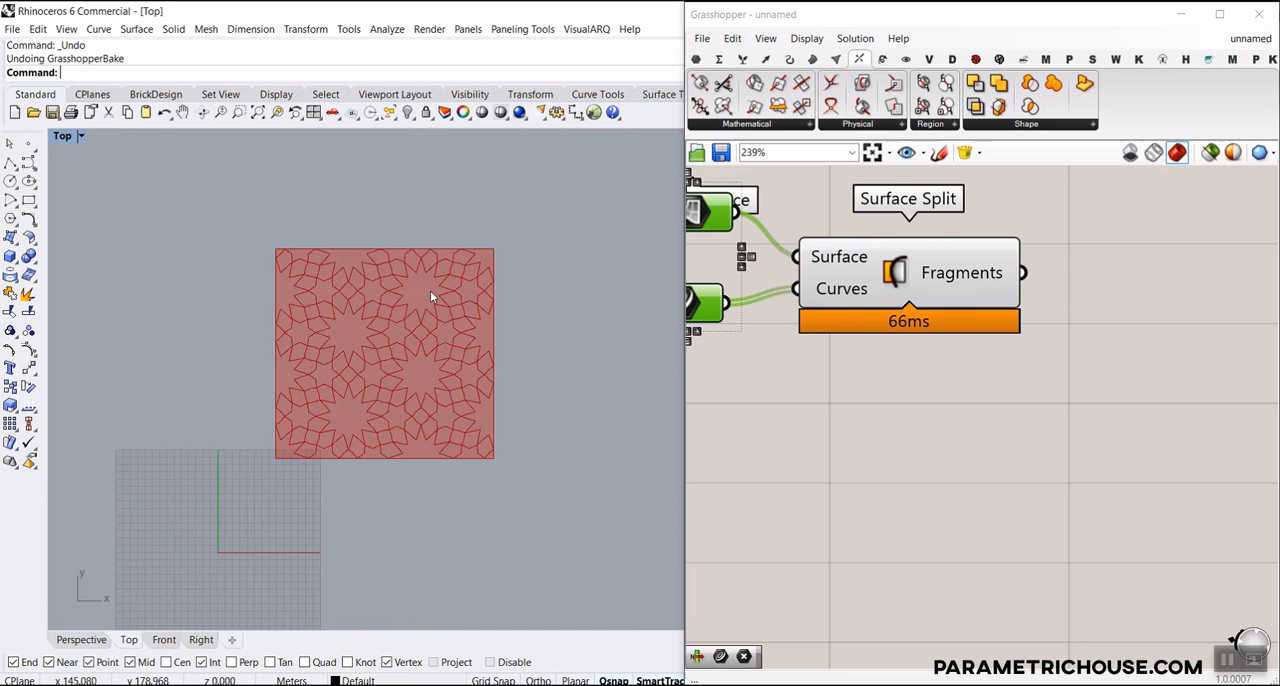 Rhinoceros 6 Commercial - [Top]
File Edit View Curve Surface Solid Mesh Dimension Transform Tools Analyze Render Panels Paneling Tools VisualARQ Help
Command: _Undo
Undoing GrasshopperBake
Command:
Standard CPlanes BrickDesign Set View Display Select Viewport Layout Visibility Transform Curve Tools Surface T
Top
y
x
Perspective Top Front Right
End Near Point Mid Cen Int Perp Tan Quad Knot Vertex Project Disable
CPlane x 145.080 y 178.968 z 0.000 Meters Default Grid Snap Ortho Planar Osnap SmartTrac
Grasshopper - unnamed
File Edit View Display Solution Help unnamed
V D M P S W K H M P K
Mathematical Physical Region Shape
239%
ce
Surface Split
Surface
Curves
Fragments
66ms
PARAMETRICHOUSE.COM
1.0.0007